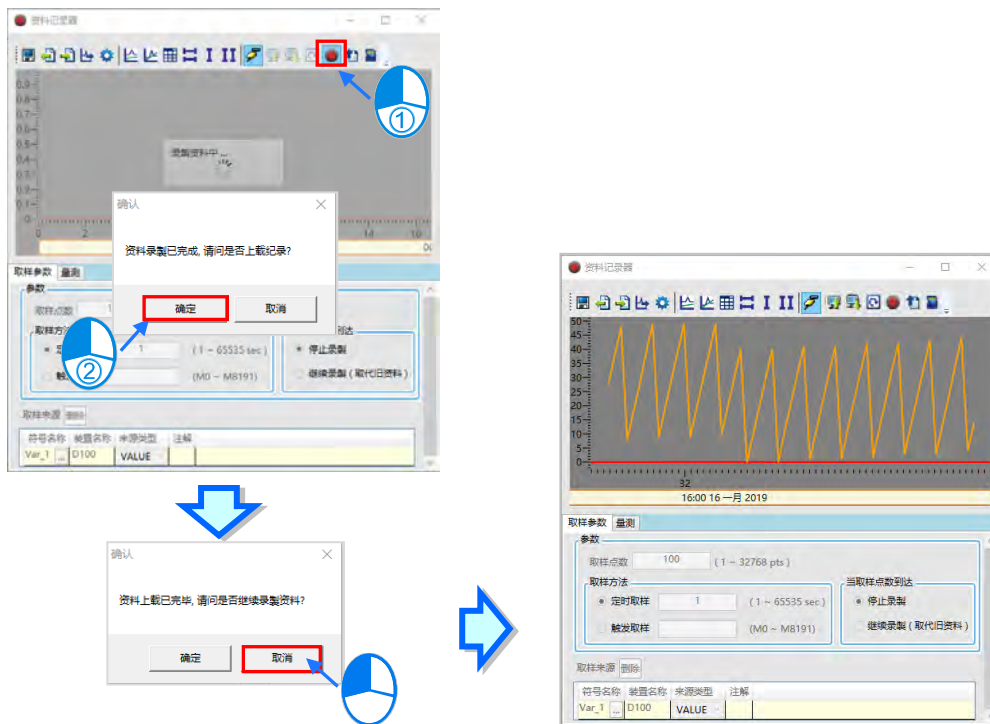 资料记录器
①
0.9
0.8
0.7
0.6
0.5
0.4
0.3
0.2
0.1
0
录製资料中 ...
0 2 14 16
确认
资料录製已完成, 请问是否上载纪录?
确定 取消
取样参数 量测
参数
取样点数
取样方法
1 ( 1 ~ 65535 sec )
停止录製
(M0 ~ M8191)
继续录製 ( 取代旧资料 )
②
取样来源 删除
符号名称 装置名称 来源类型 注解
Var_1 ... D100 VALUE
确认
资料上载已完毕, 请问是否继续录製资料?
确定 取消
资料记录器
50
45
40
35
30
25
20
15
10
5
0
32
16:00 16 一月 2019
取样参数 量测
参数
取样点数 100 ( 1 ~ 32768 pts )
取样方法 当取样点数到达
定时取样 1 ( 1 ~ 65535 sec ) 停止录製
触发取样 (M0 ~ M8191) 继续录製 ( 取代旧资料 )
取样来源 删除
符号名称 装置名称 来源类型 注解
Var_1 ... D100 VALUE